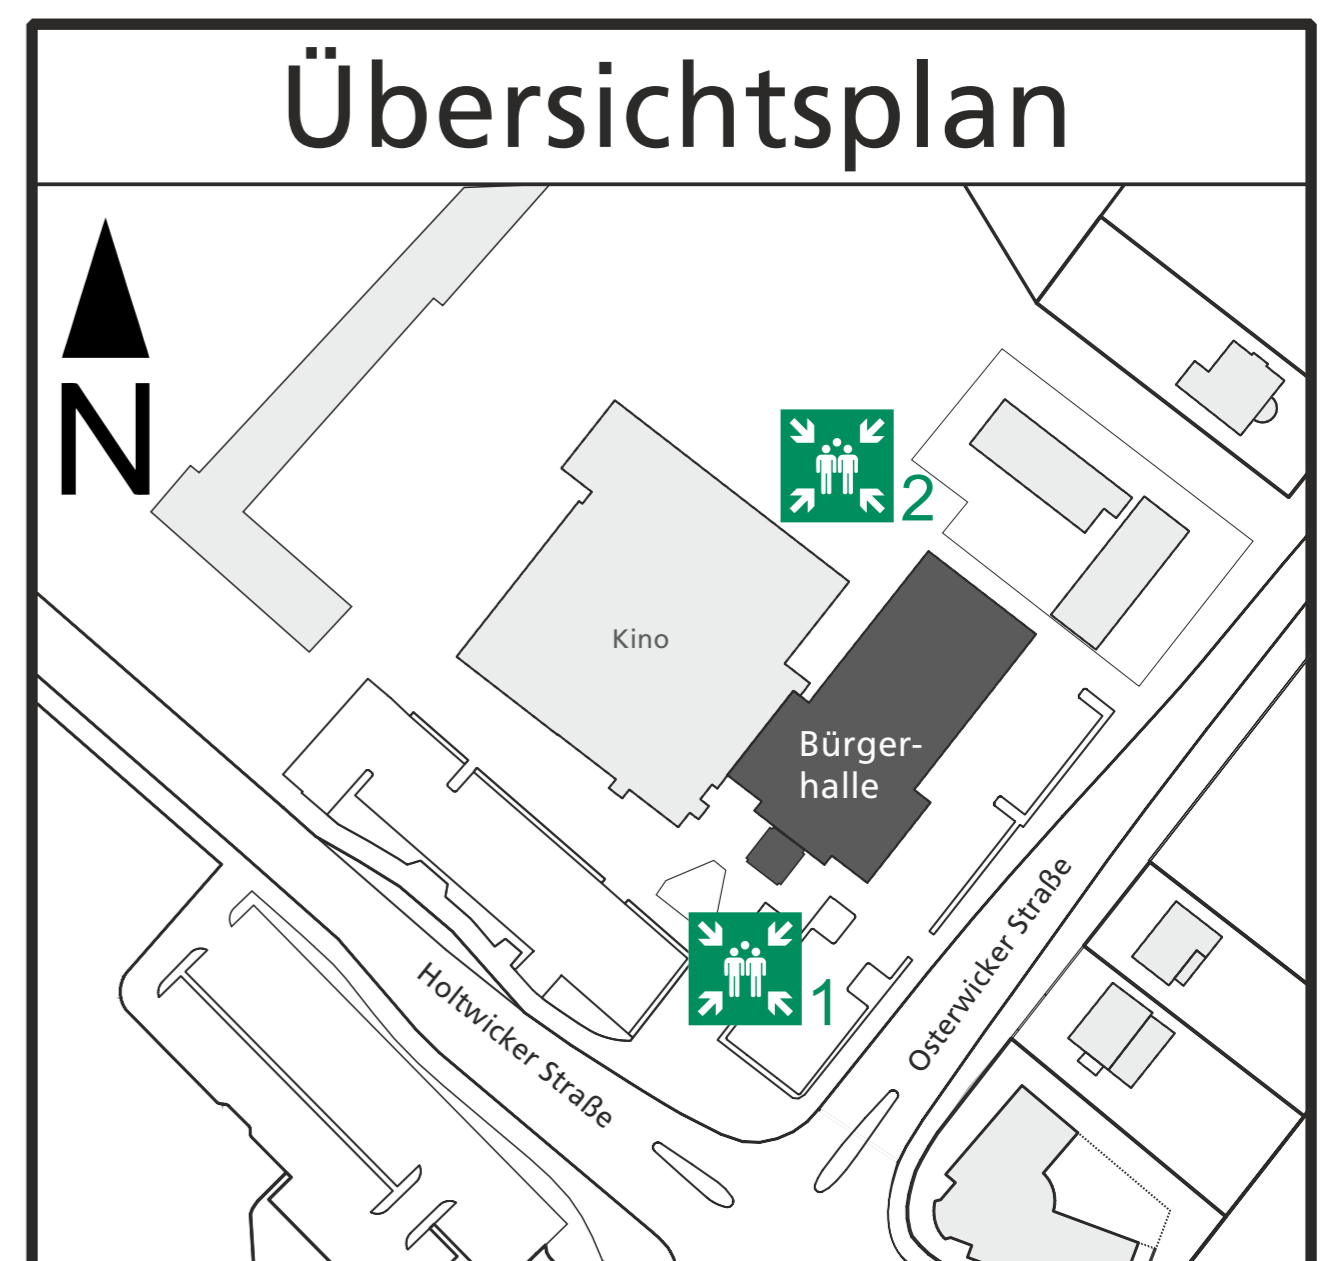 Übersichtsplan
N
2
Kino
Bürger-
halle
1
Holtwicker Straße
Osterwicker Straße